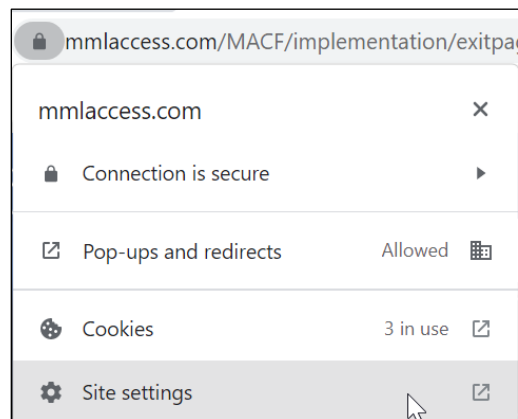 mmlaccess.com/MACF/implementation/exitpa
mmlaccess.com
Connection is secure
Pop-ups and redirects Allowed
Cookies 3 in use
Site settings